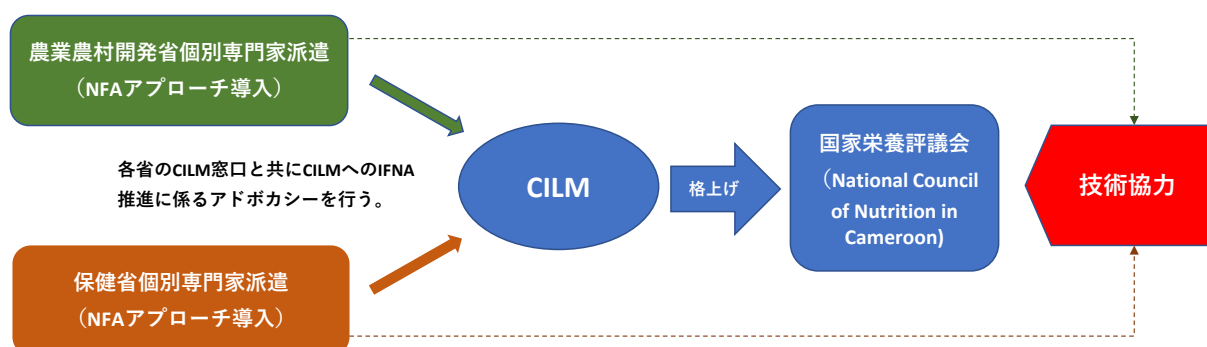 農業農村開発省個別専門家派遣
（NFAアプローチ導入）
各省のCILM窓口と共にCILMへのIFNA
推進に係るアドボカシーを行う。
保健省個別専門家派遣
（NFAアプローチ導入）
CILM
格上げ
国家栄養評議会
（National Council
of Nutrition in
Cameroon)
技術協力